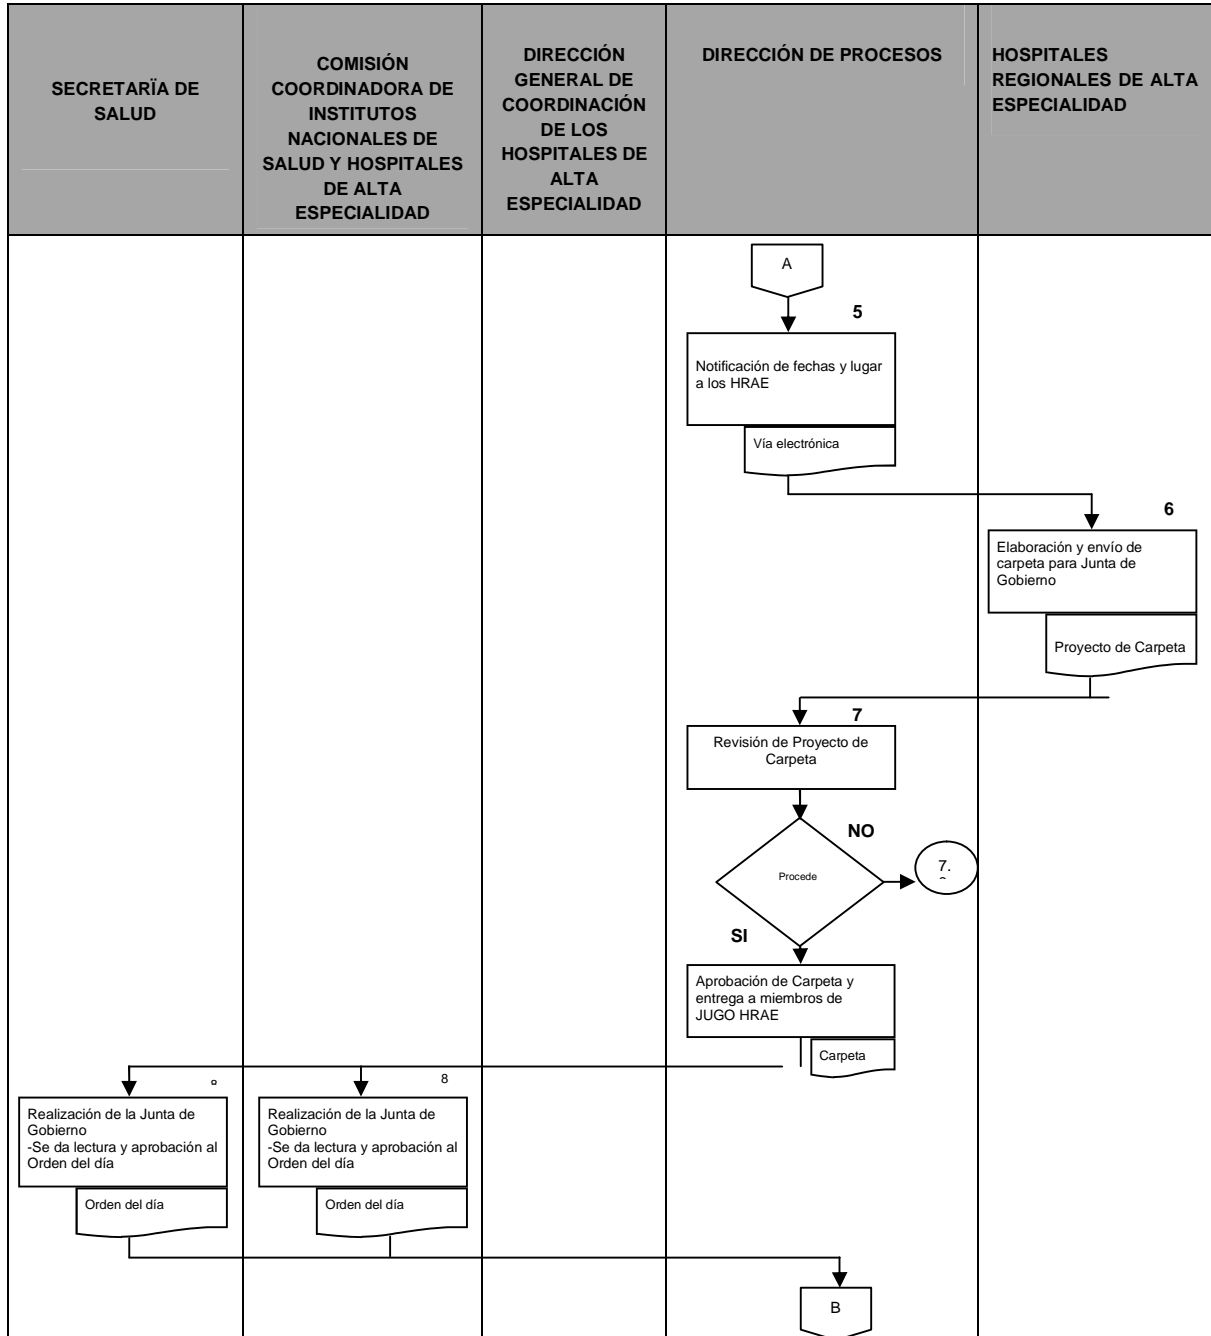 SECRETARÏA DE
SALUD
COMISIÓN
COORDINADORA DE
INSTITUTOS
NACIONALES DE
SALUD Y HOSPITALES
DE ALTA
ESPECIALIDAD
DIRECCIÓN
GENERAL DE
COORDINACIÓN
DE LOS
HOSPITALES DE
ALTA
ESPECIALIDAD
DIRECCIÓN DE PROCESOS
HOSPITALES
REGIONALES DE ALTA
ESPECIALIDAD
A
5
Notificación de fechas y lugar
a los HRAE
Vía electrónica
6
Elaboración y envío de
carpeta para Junta de
Gobierno
Proyecto de Carpeta
7
Revisión de Proyecto de
Carpeta
Procede
NO
7.
SI
Aprobación de Carpeta y
entrega a miembros de
JUGO HRAE
Carpeta
Realización de la Junta de
Gobierno
-Se da lectura y aprobación al
Orden del día
Orden del día
8
Realización de la Junta de
Gobierno
-Se da lectura y aprobación al
Orden del día
Orden del día
B